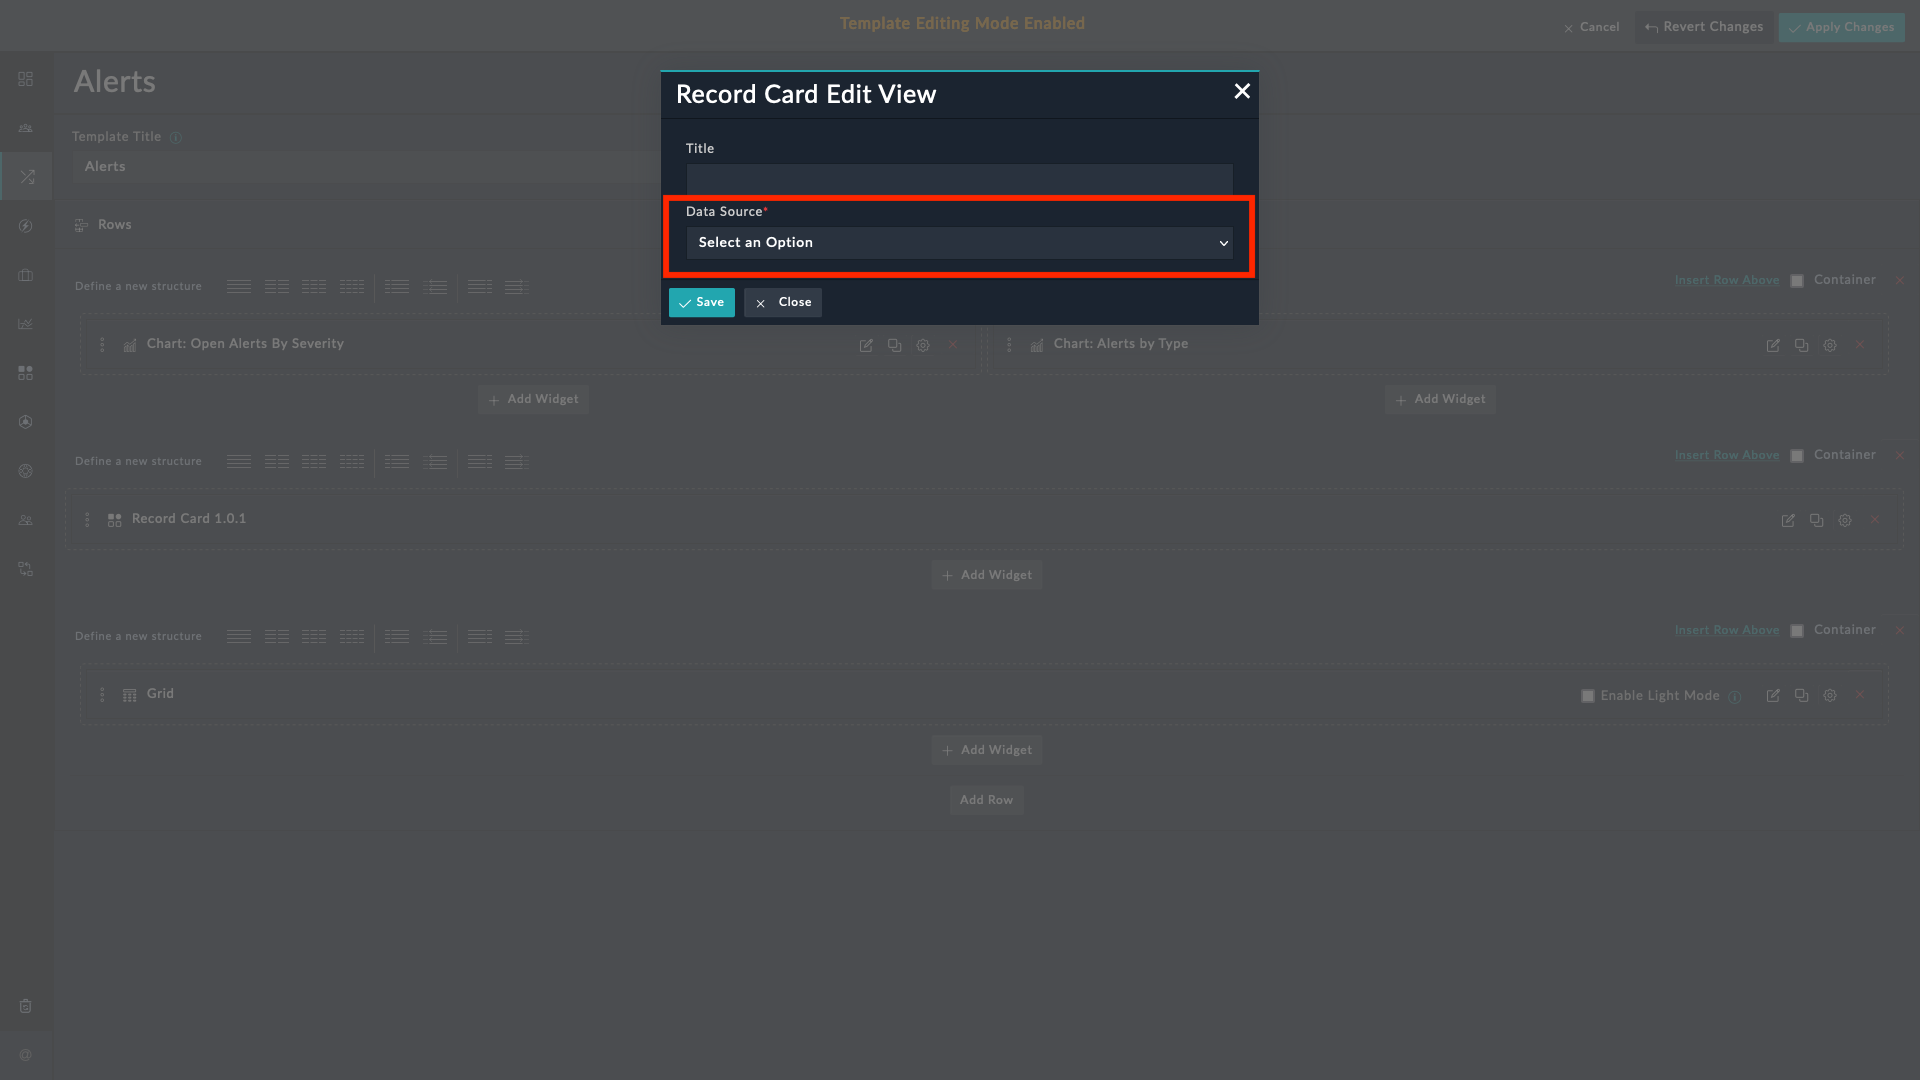 Template Editing Mode Enabled
Cancel
Revert Changes
Apply Changes
Alerts
Record Card Edit View
Template Title
Alerts
Title
Data Source*
Select an Option
Save
Close
Rows
Define a new structure
Insert Row Above
Container
Chart: Open Alerts By Severity
Chart: Alerts by Type
Add Widget
Add Widget
Define a new structure
Insert Row Above
Container
Record Card 1.0.1
Add Widget
Define a new structure
Insert Row Above
Container
Grid
Enable Light Mode
Add Widget
Add Row